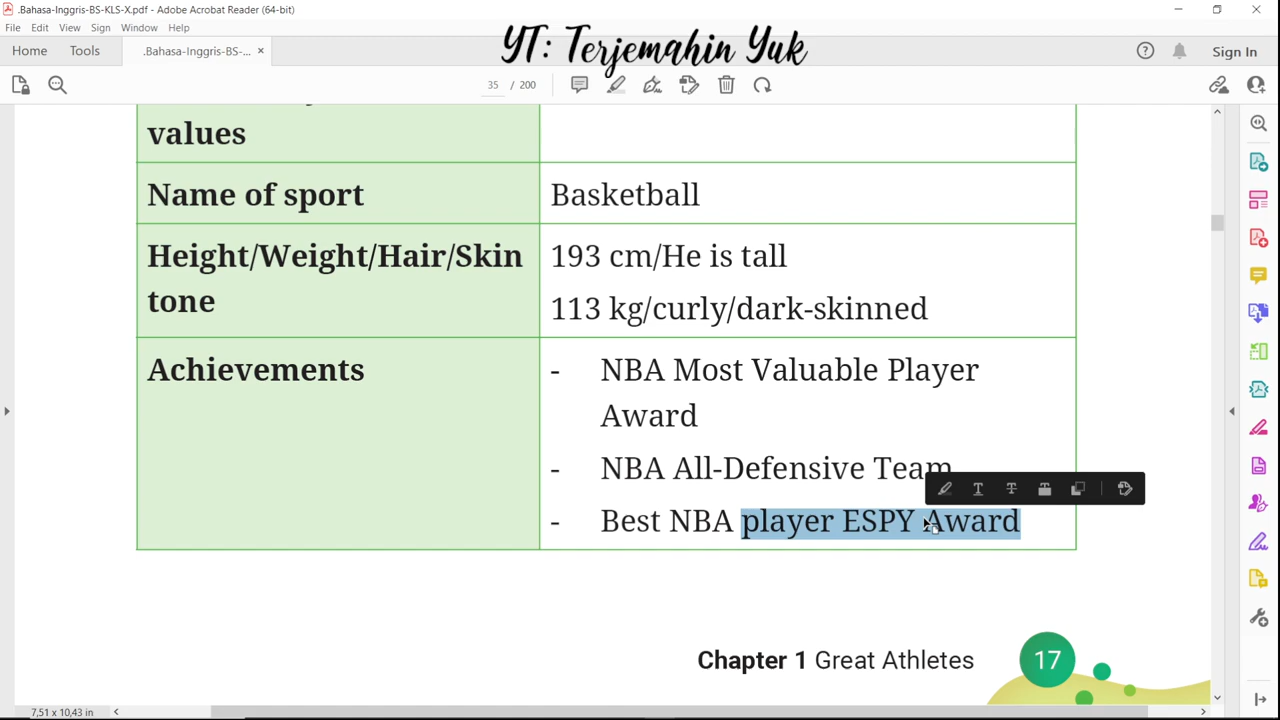 .Bahasa-Inggris-BS-KLS-X.pdf - Adobe Acrobat Reader (64-bit)
File Edit View Sign Window Help
YT: Terjemahin Yuk
Home Tools .Bahasa-Inggris-BS-... × Sign In
35 / 200
values
Name of sport Basketball
Height/Weight/Hair/Skin 193 cm/He is tall
tone 113 kg/curly/dark-skinned
Achievements - NBA Most Valuable Player
Award
- NBA All-Defensive Team
- Best NBA player ESPY Award
Chapter 1 Great Athletes 17
7,51 x 10,43 in